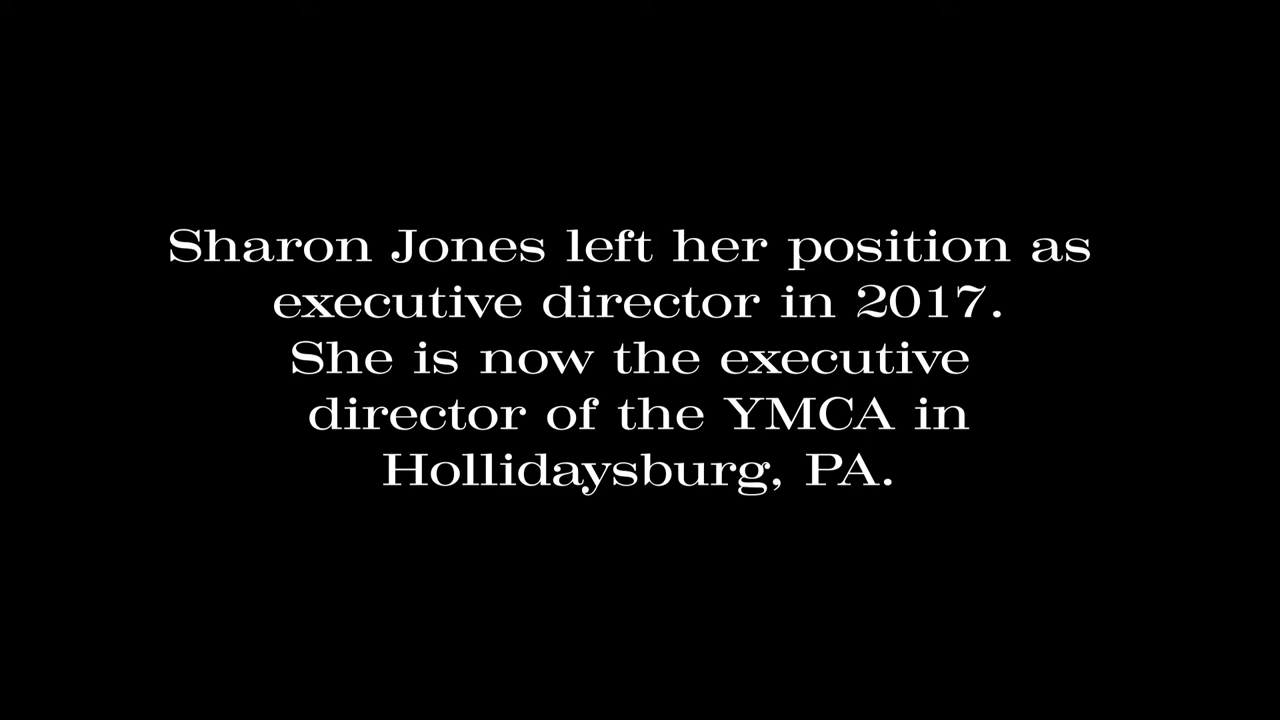 Sharon Jones left her position as
executive director in 2017.
She is now the executive
director of the YMCA in
Hollidaysburg, PA.